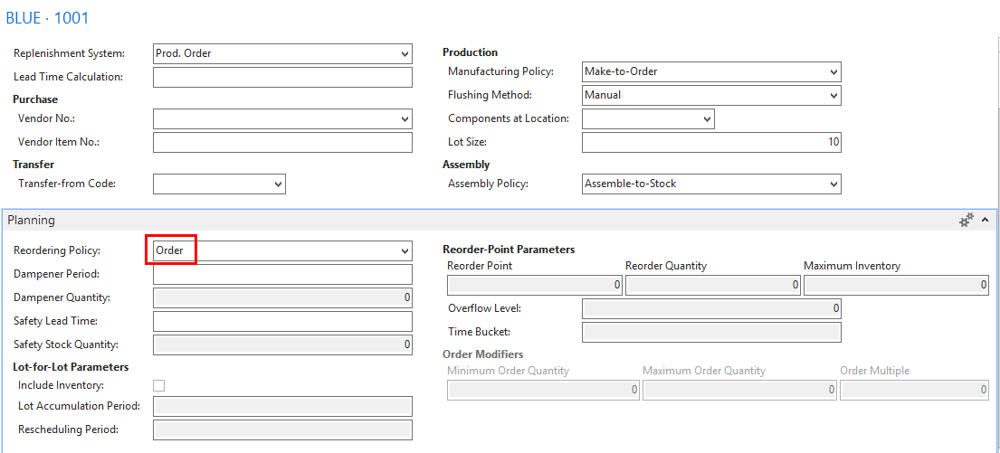 BLUE · 1001
Replenishment System: Prod. Order
Lead Time Calculation:
Purchase
Vendor No.:
Vendor Item No.:
Transfer
Transfer-from Code:
Production
Manufacturing Policy: Make-to-Order
Flushing Method: Manual
Components at Location:
Lot Size: 10
Assembly
Assembly Policy: Assemble-to-Stock
Planning
Reordering Policy: Order
Dampener Period:
Dampener Quantity: 0
Safety Lead Time:
Safety Stock Quantity: 0
Lot-for-Lot Parameters
Include Inventory:
Lot Accumulation Period:
Rescheduling Period:
Reorder-Point Parameters
Reorder Point Reorder Quantity Maximum Inventory
0 0 0
Overflow Level: 0
Time Bucket:
Order Modifiers
Minimum Order Quantity Maximum Order Quantity Order Multiple
0 0 0